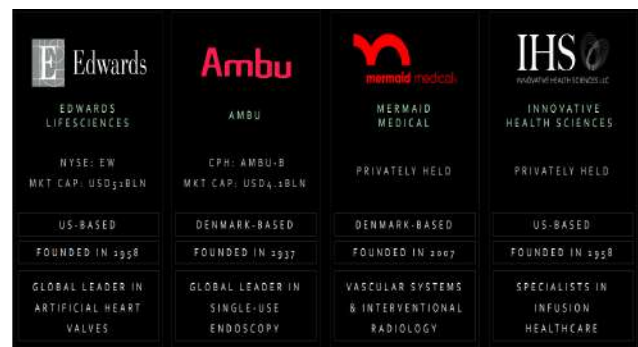 E Edwards
EDWARDS
LIFESCIENCES
NYSE: EW
MKT CAP: USD51BLN
US-BASED
FOUNDED IN 1958
GLOBAL LEADER IN
ARTIFICIAL HEART
VALVES
Ambu
AMBU
CPH: AMBU-B
MKT CAP: USD4.1BLN
DENMARK-BASED
FOUNDED IN 1937
GLOBAL LEADER IN
SINGLE-USE
ENDOSCOPY
mermaid medical
MERMAID
MEDICAL
PRIVATELY HELD
DENMARK-BASED
FOUNDED IN 2007
VASCULAR SYSTEMS
& INTERVENTIONAL
RADIOLOGY
IHS
INNOVATIVE HEALTH SCIENCES LLC
INNOVATIVE
HEALTH SCIENCES
PRIVATELY HELD
US-BASED
FOUNDED IN 1958
SPECIALISTS IN
INFUSION
HEALTHCARE